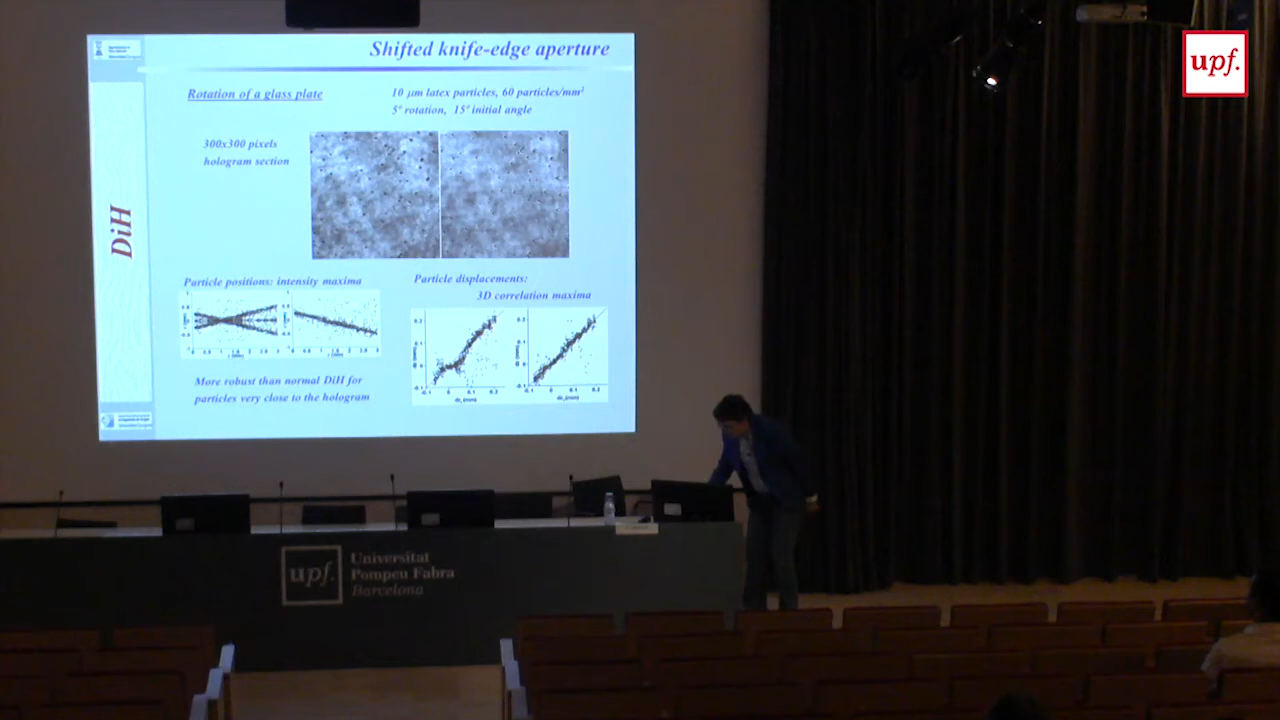 Shifted knife-edge aperture
Rotation of a glass plate
10 µm latex particles, 60 particles/mm²
5º rotation, 15º initial angle
300x300 pixels
hologram section
DiH
Particle positions: intensity maxima
Particle displacements:
3D correlation maxima
More robust than normal DiH for
particles very close to the hologram
upf.
upf.
Universitat
Pompeu Fabra
Barcelona